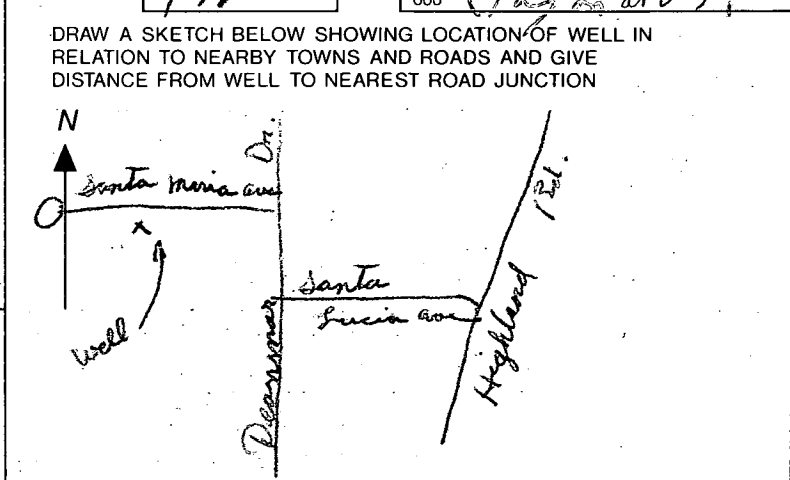 000
DRAW A SKETCH BELOW SHOWING LOCATION OF WELL IN
RELATION TO NEARBY TOWNS AND ROADS AND GIVE
DISTANCE FROM WELL TO NEAREST ROAD JUNCTION
N
Santa Maria ave
x
Well
Dr.
Santa
Lucia ave
Highland Rd.